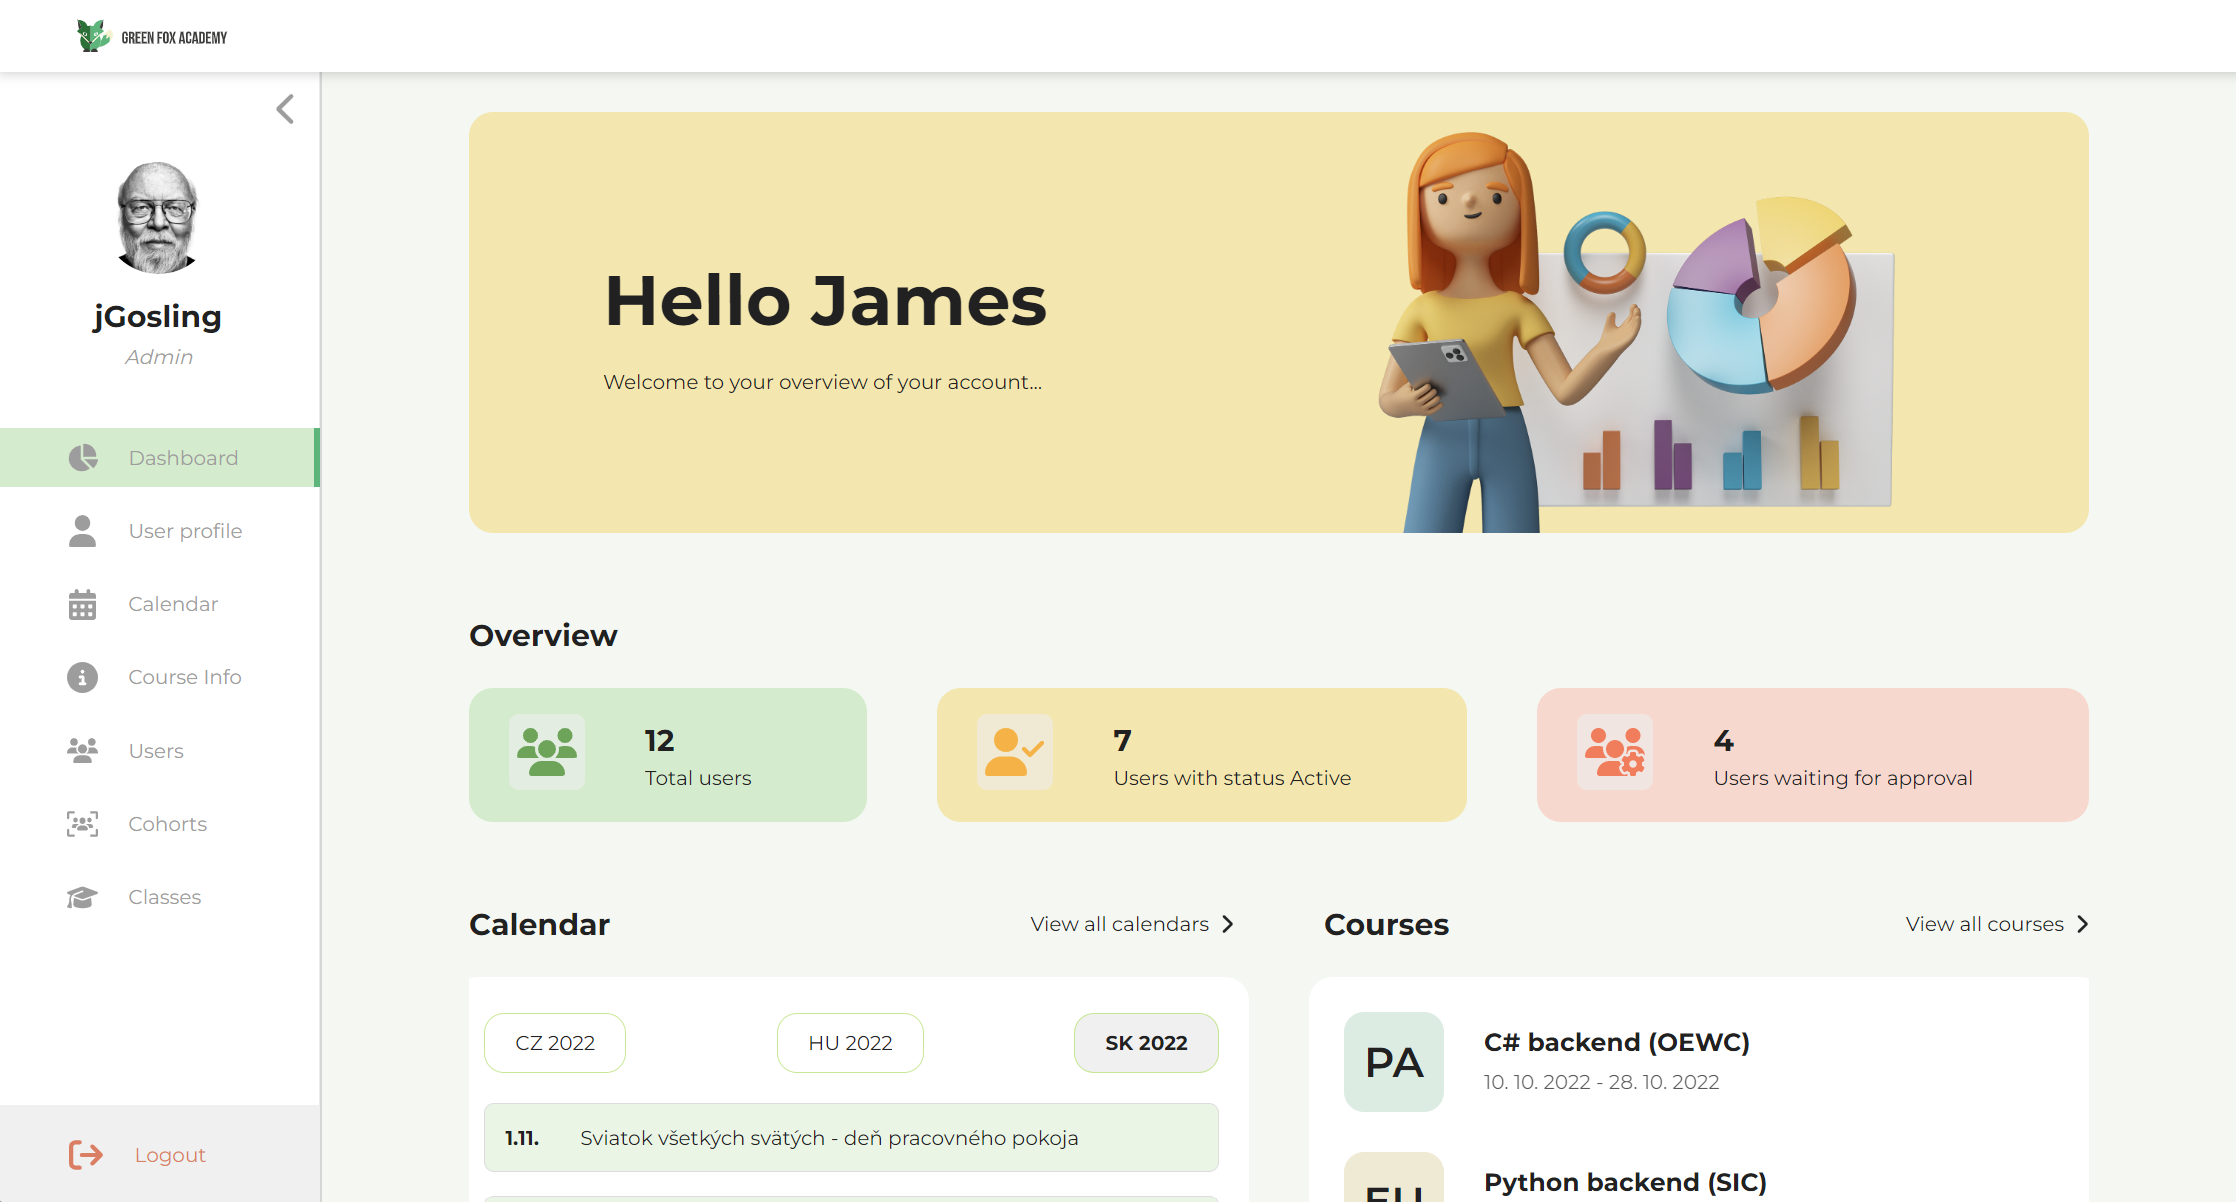 GREEN FOX ACADEMY
jGosling
Admin
Dashboard
User profile
Calendar
Course Info
Users
Cohorts
Classes
Logout
Hello James
Welcome to your overview of your account...
Overview
12
Total users
7
Users with status Active
4
Users waiting for approval
Calendar
View all calendars
CZ 2022
HU 2022
SK 2022
1.11.
Sviatok všetkých svätých - deň pracovného pokoja
Courses
View all courses
PA
C# backend (OEWC)
10. 10. 2022 - 28. 10. 2022
Python backend (SIC)